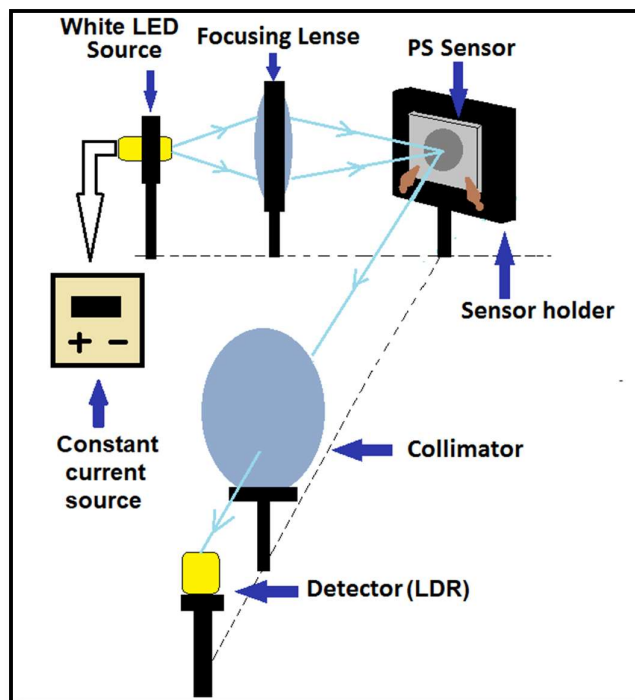 White LED
Source
Focusing Lense
PS Sensor
Sensor holder
+ -
Constant
current
source
Collimator
Detector (LDR)